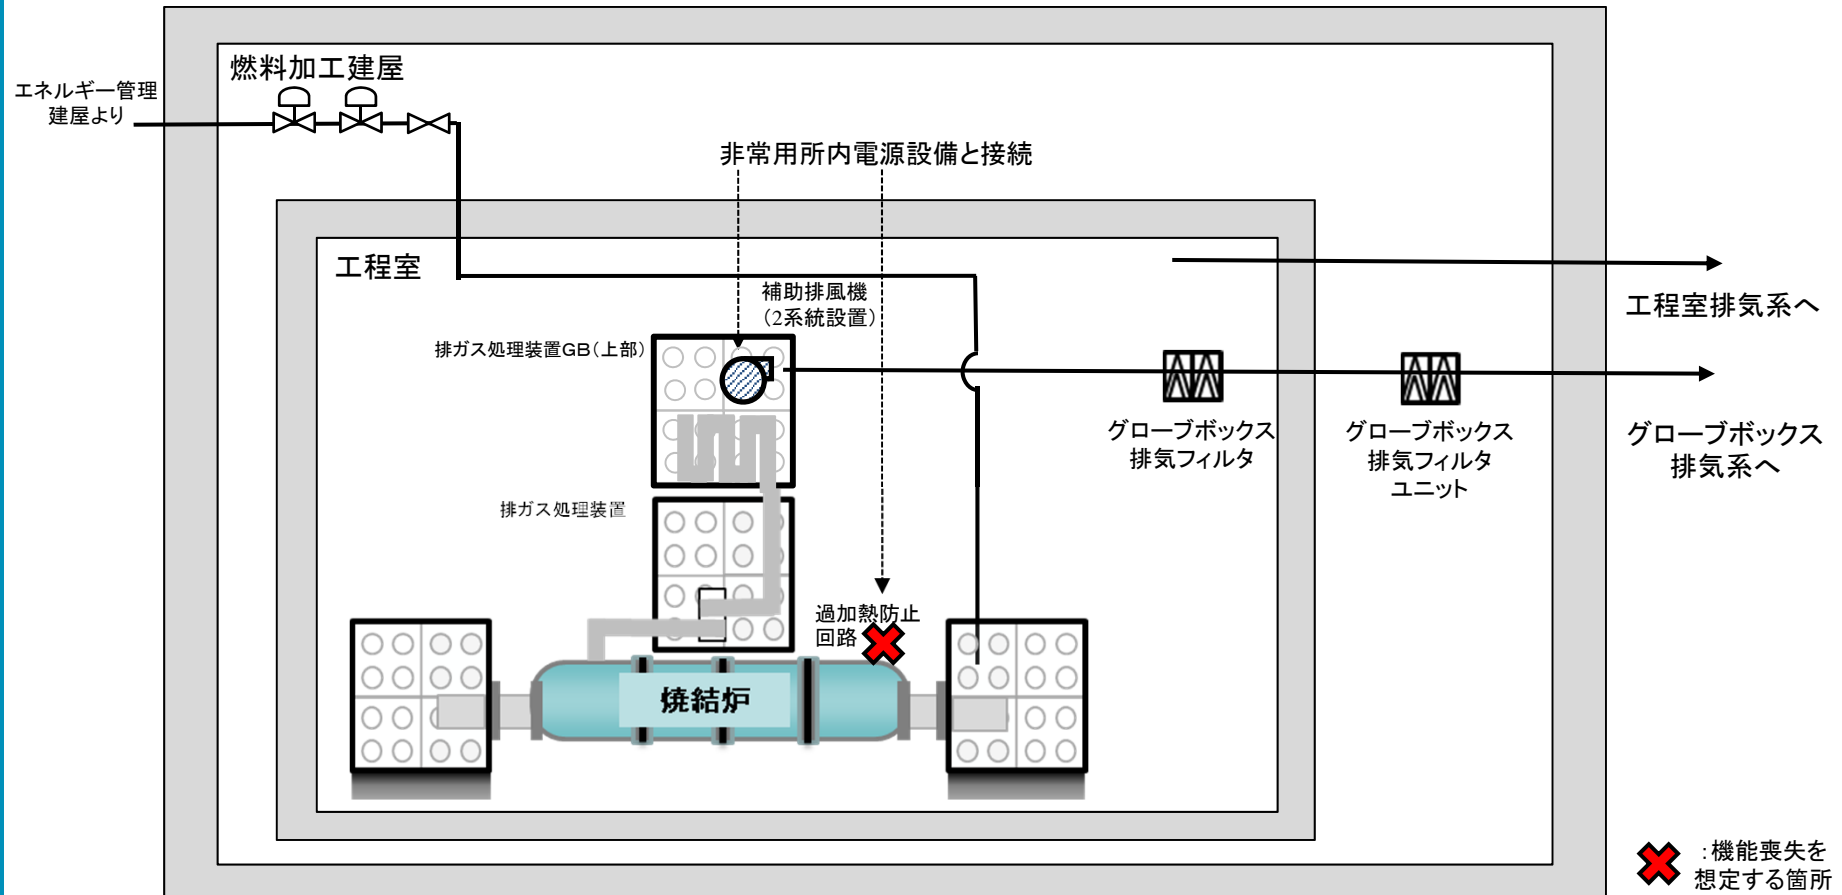 燃料加工建屋
エネルギー管理
建屋より
非常用所内電源設備と接続
工程室
補助排風機
（2系統設置）
工程室排気系へ
排ガス処理装置GB（上部）
グローブボックス
排気フィルタ
グローブボックス
排気フィルタ
ユニット
グローブボックス
排気系へ
排ガス処理装置
過加熱防止
回路
焼結炉
：機能喪失を
想定する箇所